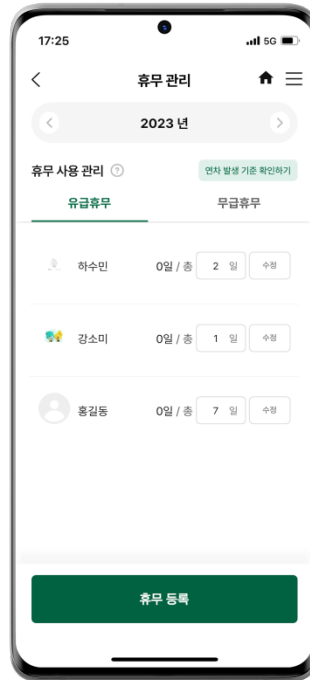 17:25
5G
휴무 관리
2023 년
휴무 사용 관리 ?
연차 발생 기준 확인하기
유급휴무
무급휴무
하수민 0일 / 총 2 일 수정
강소미 0일 / 총 1 일 수정
홍길동 0일 / 총 7 일 수정
휴무 등록